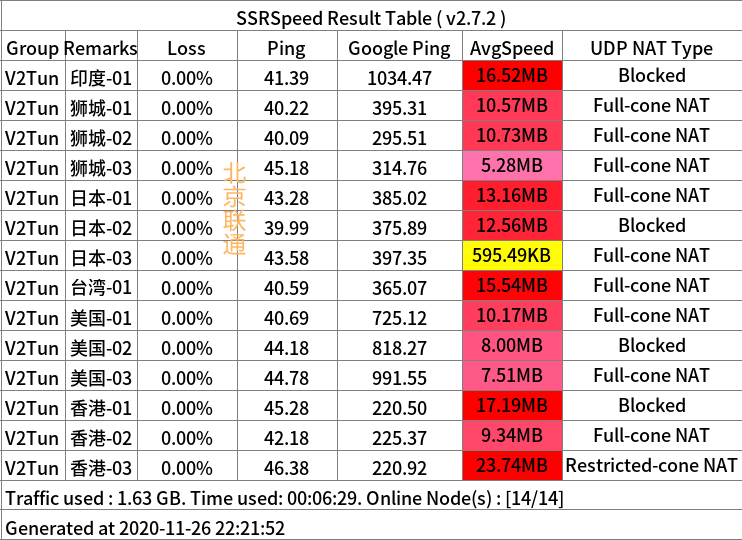 SSRSpeed Result Table ( v2.7.2 )
Group Remarks Loss Ping Google Ping AvgSpeed UDP NAT Type
V2Tun 印度-01 0.00% 41.39 1034.47 16.52MB Blocked
V2Tun 狮城-01 0.00% 40.22 395.31 10.57MB Full-cone NAT
V2Tun 狮城-02 0.00% 40.09 295.51 10.73MB Full-cone NAT
V2Tun 狮城-03 0.00% 45.18 314.76 5.28MB Full-cone NAT
V2Tun 日本-01 0.00% 43.28 385.02 13.16MB Full-cone NAT
V2Tun 日本-02 0.00% 39.99 375.89 12.56MB Blocked
V2Tun 日本-03 0.00% 43.58 397.35 595.49KB Full-cone NAT
V2Tun 台湾-01 0.00% 40.59 365.07 15.54MB Full-cone NAT
V2Tun 美国-01 0.00% 40.69 725.12 10.17MB Full-cone NAT
V2Tun 美国-02 0.00% 44.18 818.27 8.00MB Blocked
V2Tun 美国-03 0.00% 44.78 991.55 7.51MB Full-cone NAT
V2Tun 香港-01 0.00% 45.28 220.50 17.19MB Blocked
V2Tun 香港-02 0.00% 42.18 225.37 9.34MB Full-cone NAT
V2Tun 香港-03 0.00% 46.38 220.92 23.74MB Restricted-cone NAT
Traffic used : 1.63 GB. Time used: 00:06:29. Online Node(s) : [14/14]
Generated at 2020-11-26 22:21:52
北京联通